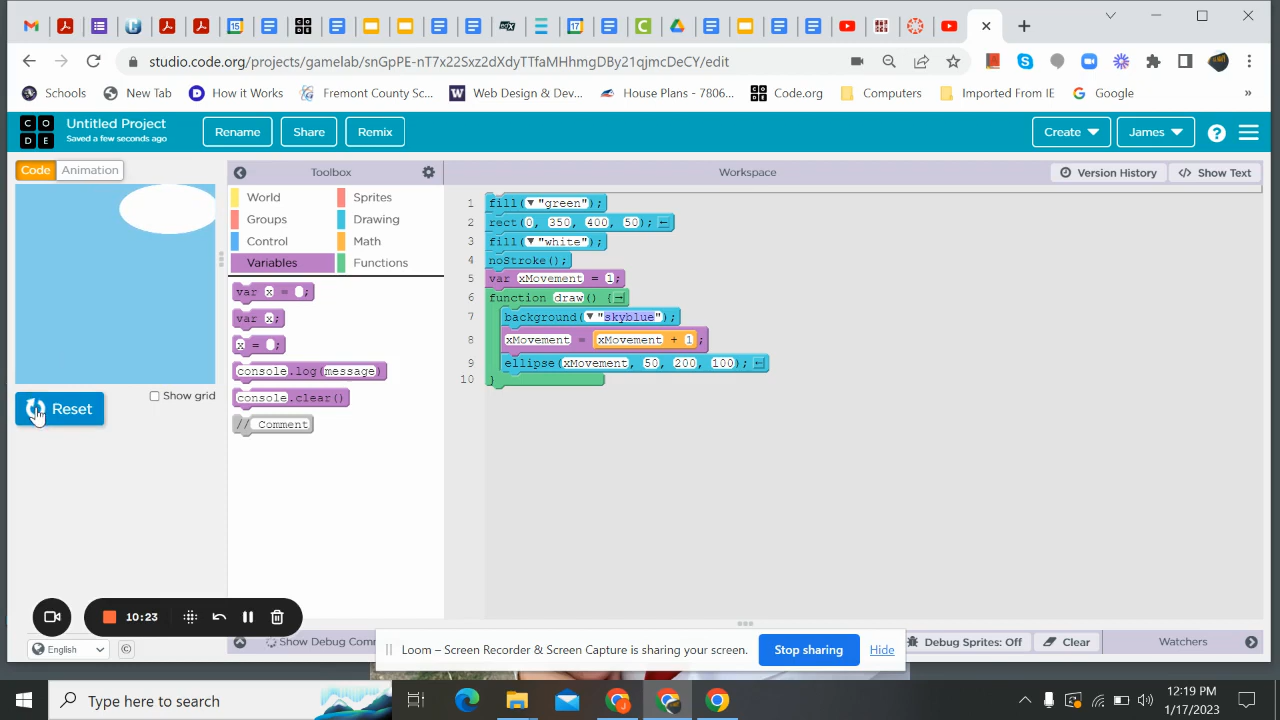 studio.code.org/projects/gamelab/snGpPE-nT7x22Sxz2dXdyTTfaMHhmgDBy21qjmcDeCY/edit
Schools New Tab How it Works Fremont County Sc... Web Design & Dev... House Plans - 7806... Code.org Computers Imported From IE Google »
CODE
Untitled Project
Saved a few seconds ago
Rename Share Remix Create James ?
Code Animation Toolbox Workspace Version History Show Text
World Sprites
Groups Drawing
Control Math
Variables Functions
var x = ;
var x;
x = ;
console.log(message)
console.clear()
// Comment
1 fill("green");
2 rect(0, 350, 400, 50);
3 fill("white");
4 noStroke();
5 var xMovement = 1;
6 function draw() {
7 background("skyblue");
8 xMovement = xMovement + 1;
9 ellipse(xMovement, 50, 200, 100);
10 }
Show grid
Reset
10:23
English ©
Show Debug Com
Loom – Screen Recorder & Screen Capture is sharing your screen. Stop sharing Hide
Debug Sprites: Off Clear Watchers
Type here to search
12:19 PM
1/17/2023